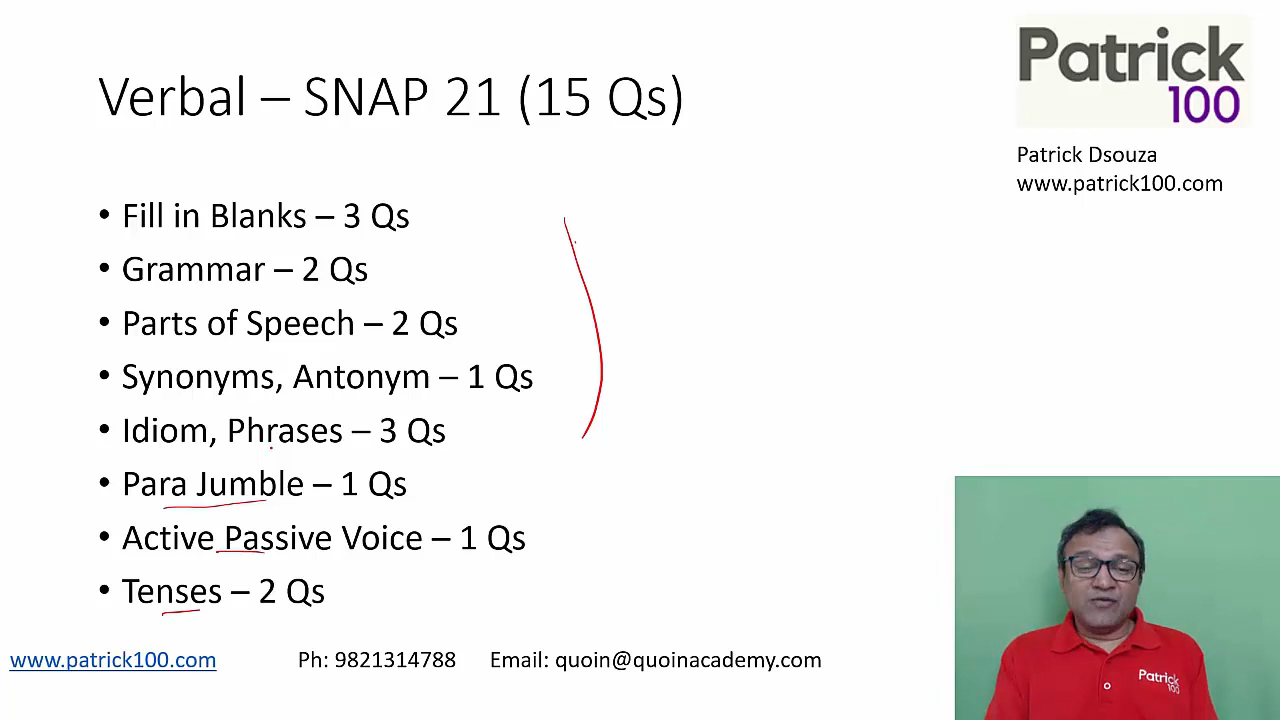 Verbal – SNAP 21 (15 Qs)
Patrick
100
Patrick Dsouza
www.patrick100.com
• Fill in Blanks – 3 Qs
• Grammar – 2 Qs
• Parts of Speech – 2 Qs
• Synonyms, Antonym – 1 Qs
• Idiom, Phrases – 3 Qs
• Para Jumble – 1 Qs
• Active Passive Voice – 1 Qs
• Tenses – 2 Qs
www.patrick100.com Ph: 9821314788 Email: quoin@quoinacademy.com
Patrick
100